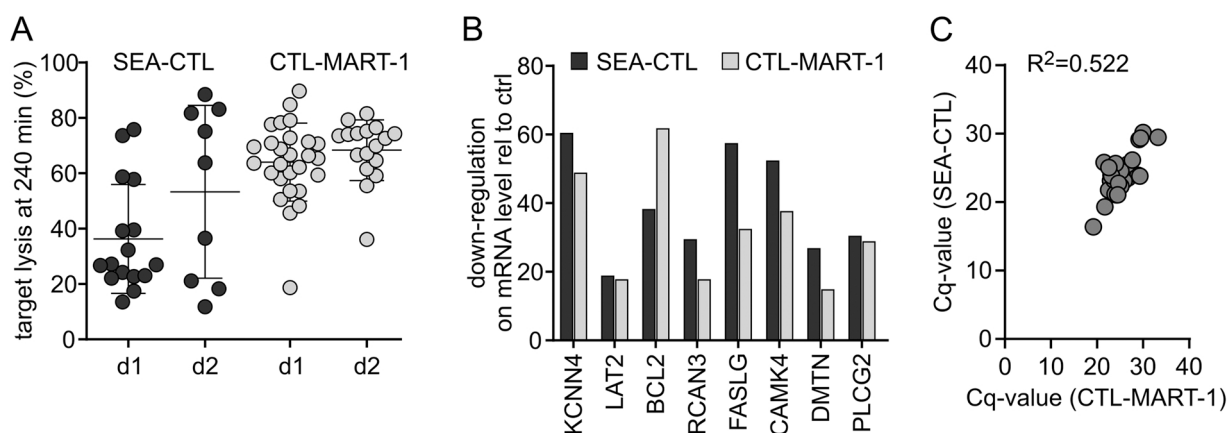 A
SEA-CTL CTL-MART-1
target lysis at 240 min (%)
100
80
60
40
20
0
d1 d2 d1 d2
B
SEA-CTL CTL-MART-1
down-regulation
on mRNA level rel to ctrl
80
60
40
20
0
KCNN4
LAT2
BCL2
RCAN3
FASLG
CAMK4
DMTN
PLCG2
C
R²=0.522
Cq-value (SEA-CTL)
40
30
20
10
0
0 10 20 30 40
Cq-value (CTL-MART-1)